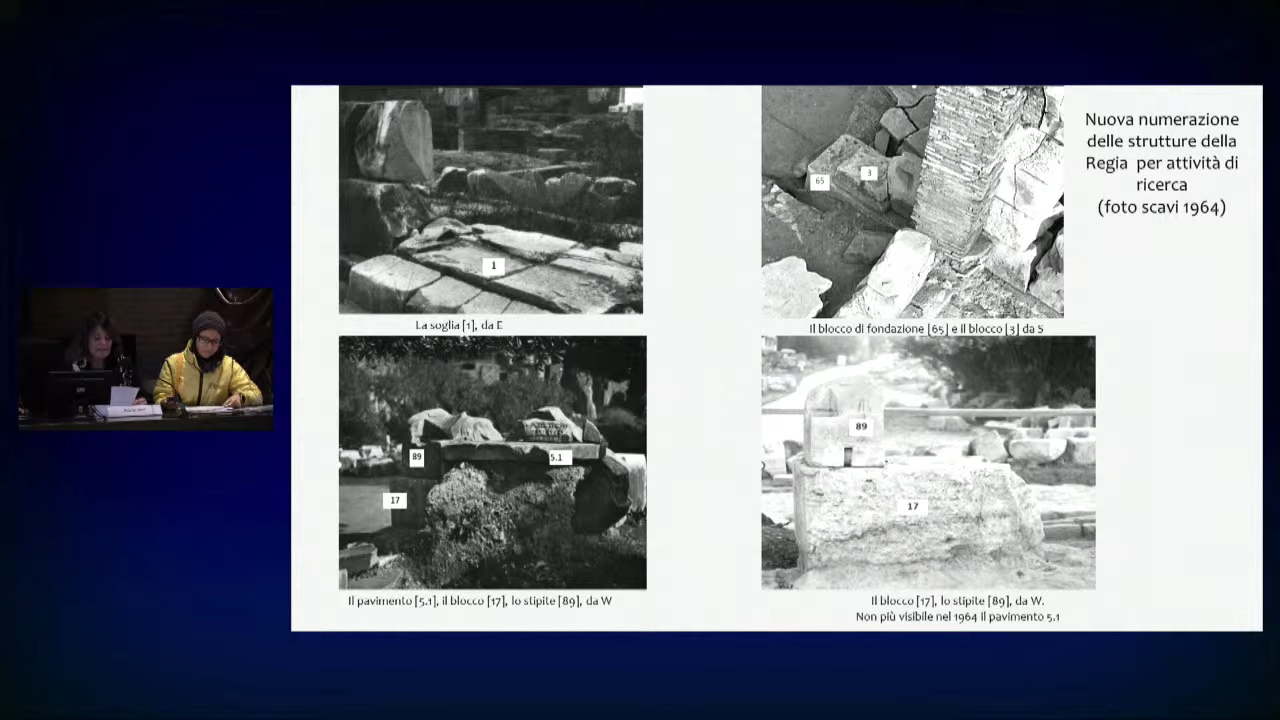 Nuova numerazione
delle strutture della
Regia per attività di
ricerca
(foto scavi 1964)
1
La soglia [1], da E
65
3
Il blocco di fondazione [65] e il blocco [3] da S
89
5.1
17
Il pavimento [5.1], il blocco [17], lo stipite [89], da W
89
17
Il blocco [17], lo stipite [89], da W.
Non più visibile nel 1964 il pavimento 5.1